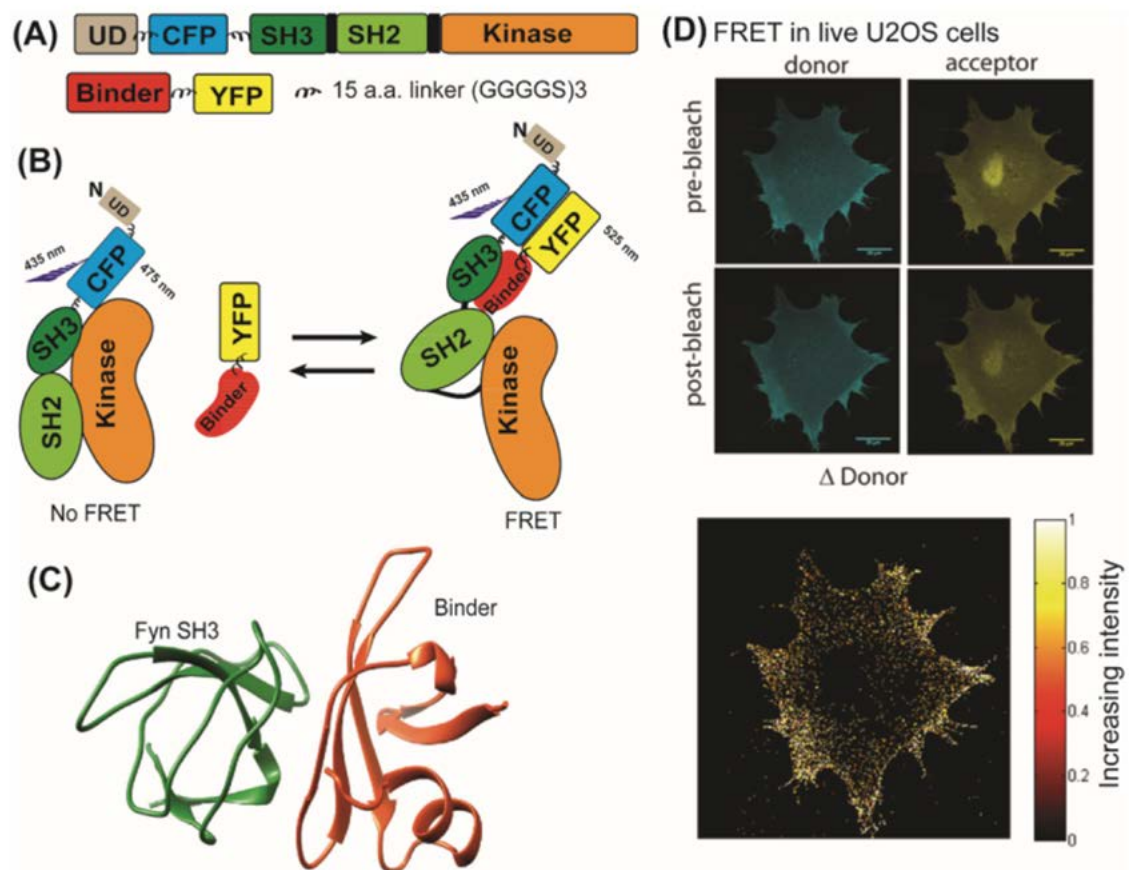 (A)
UD CFP SH3 SH2 Kinase
Binder YFP 15 a.a. linker (GGGGS)3
(B)
N
UD
435 nm
CFP
475 nm
SH3
SH2
Kinase
No FRET
YFP
Binder
N
UD
435 nm
CFP
YFP
525 nm
SH3
Binder
SH2
Kinase
FRET
(C)
Fyn SH3
Binder
(D) FRET in live U2OS cells
donor acceptor
pre-bleach
post-bleach
Δ Donor
1
0.8
0.6
0.4
0.2
0
Increasing intensity